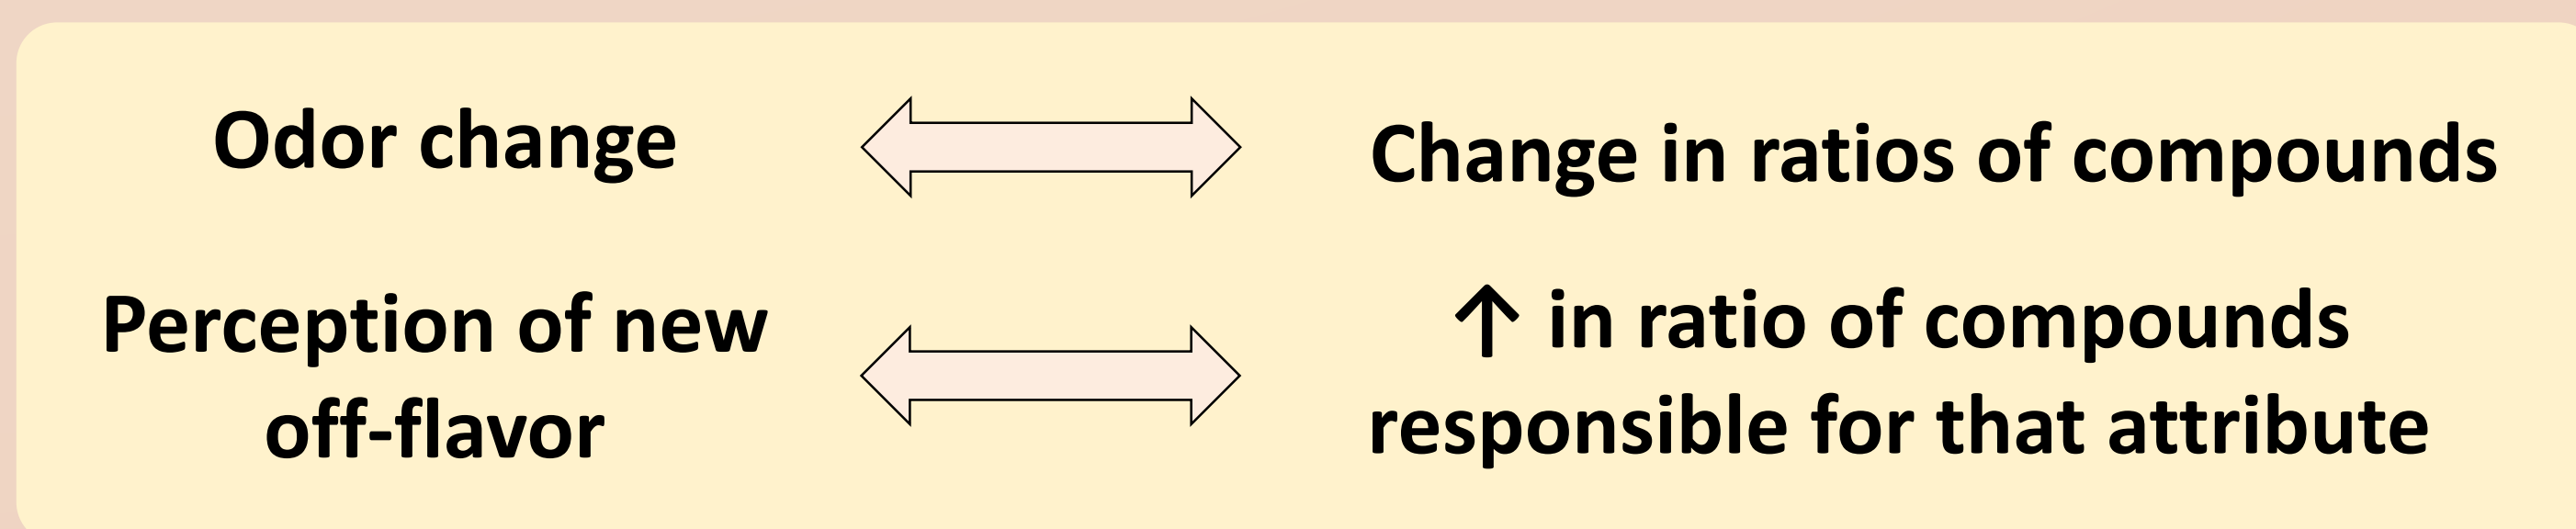 Odor change
Change in ratios of compounds
Perception of new
off-flavor
↑ in ratio of compounds
responsible for that attribute